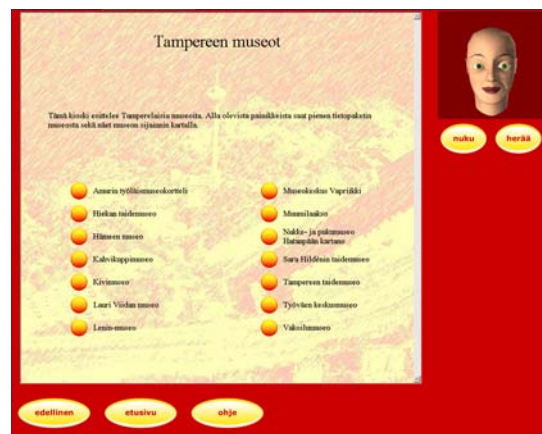 Tampereen museot
Tämä kioski esittelee Tamperelaisia museoita. Alla olevista painikkeista saat pienen tietopaketin
museosta sekä näet museon sijainnin kartalla.
Amurin työläismuseokortteli
Hiekan taidemuseo
Hämeen museo
Kahvikuppimuseo
Kivimuseo
Lauri Viidan museo
Lenin-museo
Museokeskus Vapriikki
Muumilaakso
Nukke- ja pukumuseo
Hatanpään kartano
Sara Hildénin taidemuseo
Tampereen taidemuseo
Työväen keskusmuseo
Vakoilumuseo
nuku
herää
edellinen
etusivu
ohje